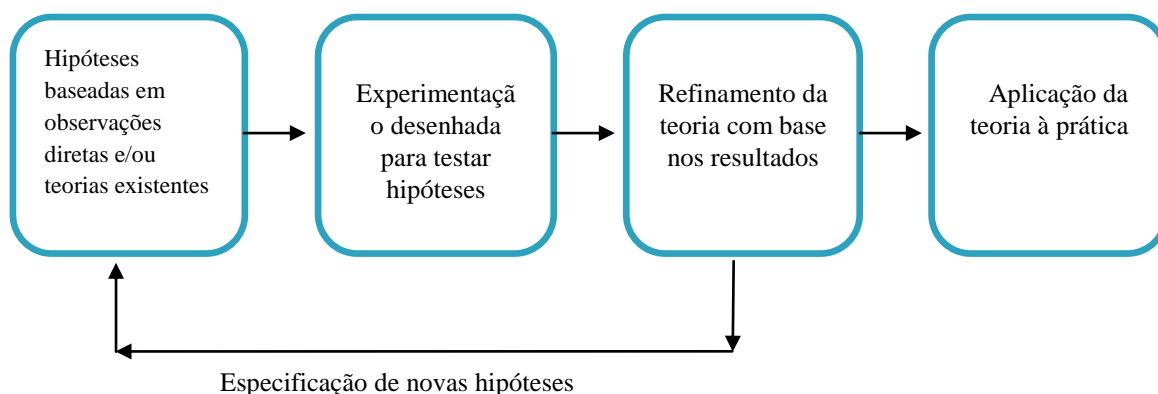 Hipóteses
baseadas em
observações
diretas e/ou
teorias existentes
Experimentaçã
o desenhada
para testar
hipóteses
Refinamento da
teoria com base
nos resultados
Aplicação da
teoria à prática
Especificação de novas hipóteses